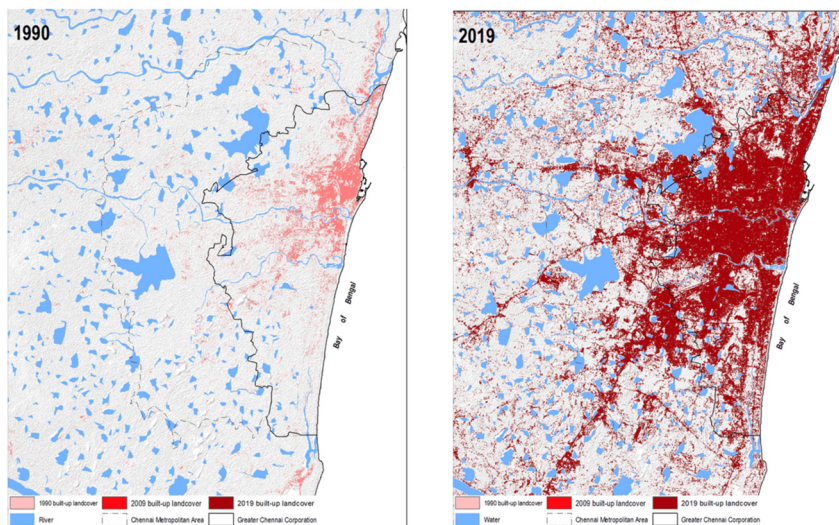 1990
Bay of Bengal
1990 built-up landcover 2009 built-up landcover 2019 built-up landcover
River Chennai Metropolitan Area Greater Chennai Corporation
2019
Bay of Bengal
1990 built-up landcover 2009 built-up landcover 2019 built-up landcover
Water Chennai Metropolitan Area Greater Chennai Corporation